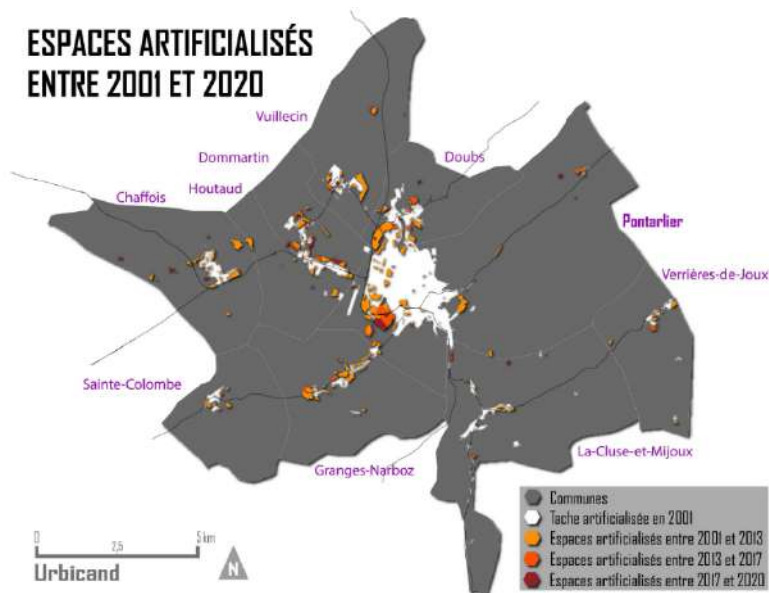 ESPACES ARTIFICIALISÉS
ENTRE 2001 ET 2020
Vuillecin
Dommartin
Doubs
Houtaud
Chaffois
Pontarlier
Verrières-de-Joux
Sainte-Colombe
La-Cluse-et-Mijoux
Granges-Narboz
Communes
Tache artificialisée en 2001
Espaces artificialisés entre 2001 et 2013
Espaces artificialisés entre 2013 et 2017
Espaces artificialisés entre 2017 et 2020
0
2,5
5 km
Urbicand
N